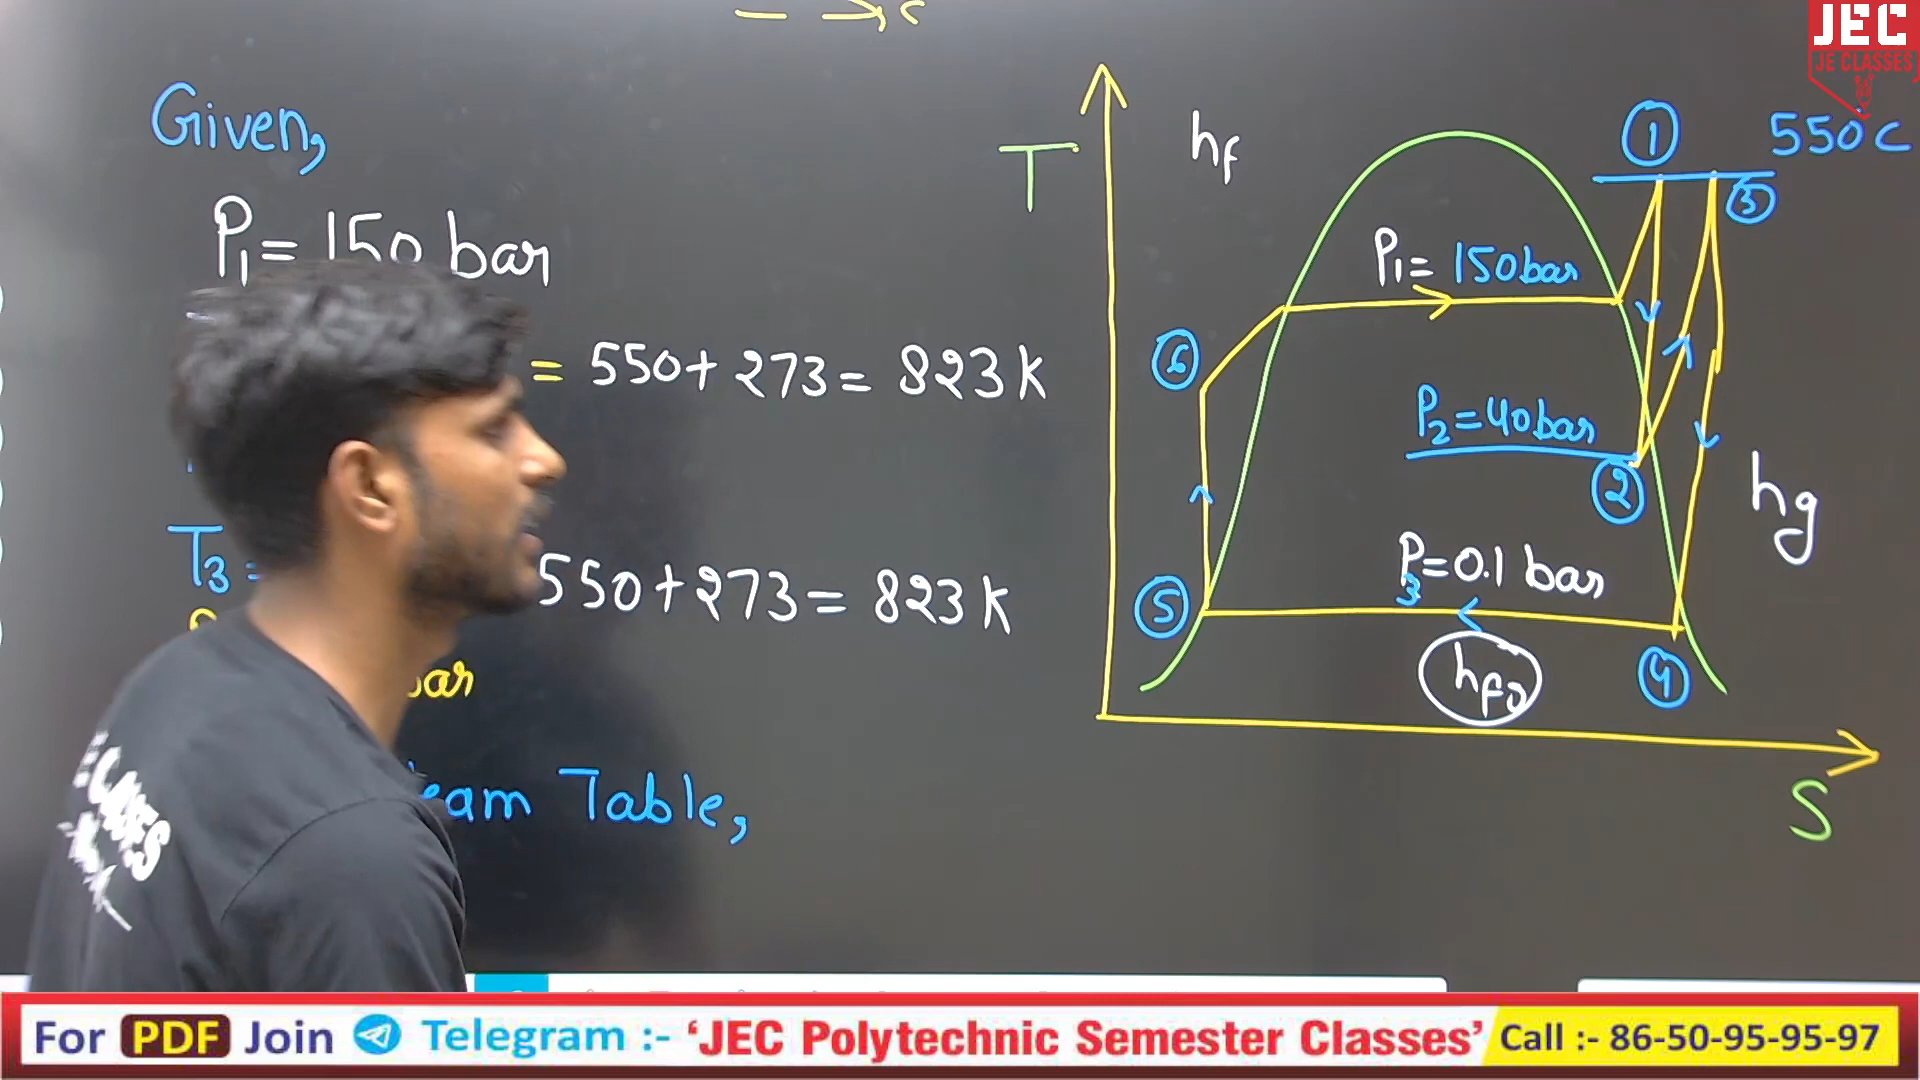 JEC
JE CLASSES
Given,
P₁ = 150 bar
= 550 + 273 = 823 K
T₃ =
550 + 273 = 823 K
bar
Table,
T
hf
① 550°C
③
P₁ = 150 bar
⑥
P₂ = 40 bar
②
hg
P₃ = 0.1 bar
⑤
④
S
For PDF Join Telegram :- 'JEC Polytechnic Semester Classes' Call :- 86-50-95-95-97